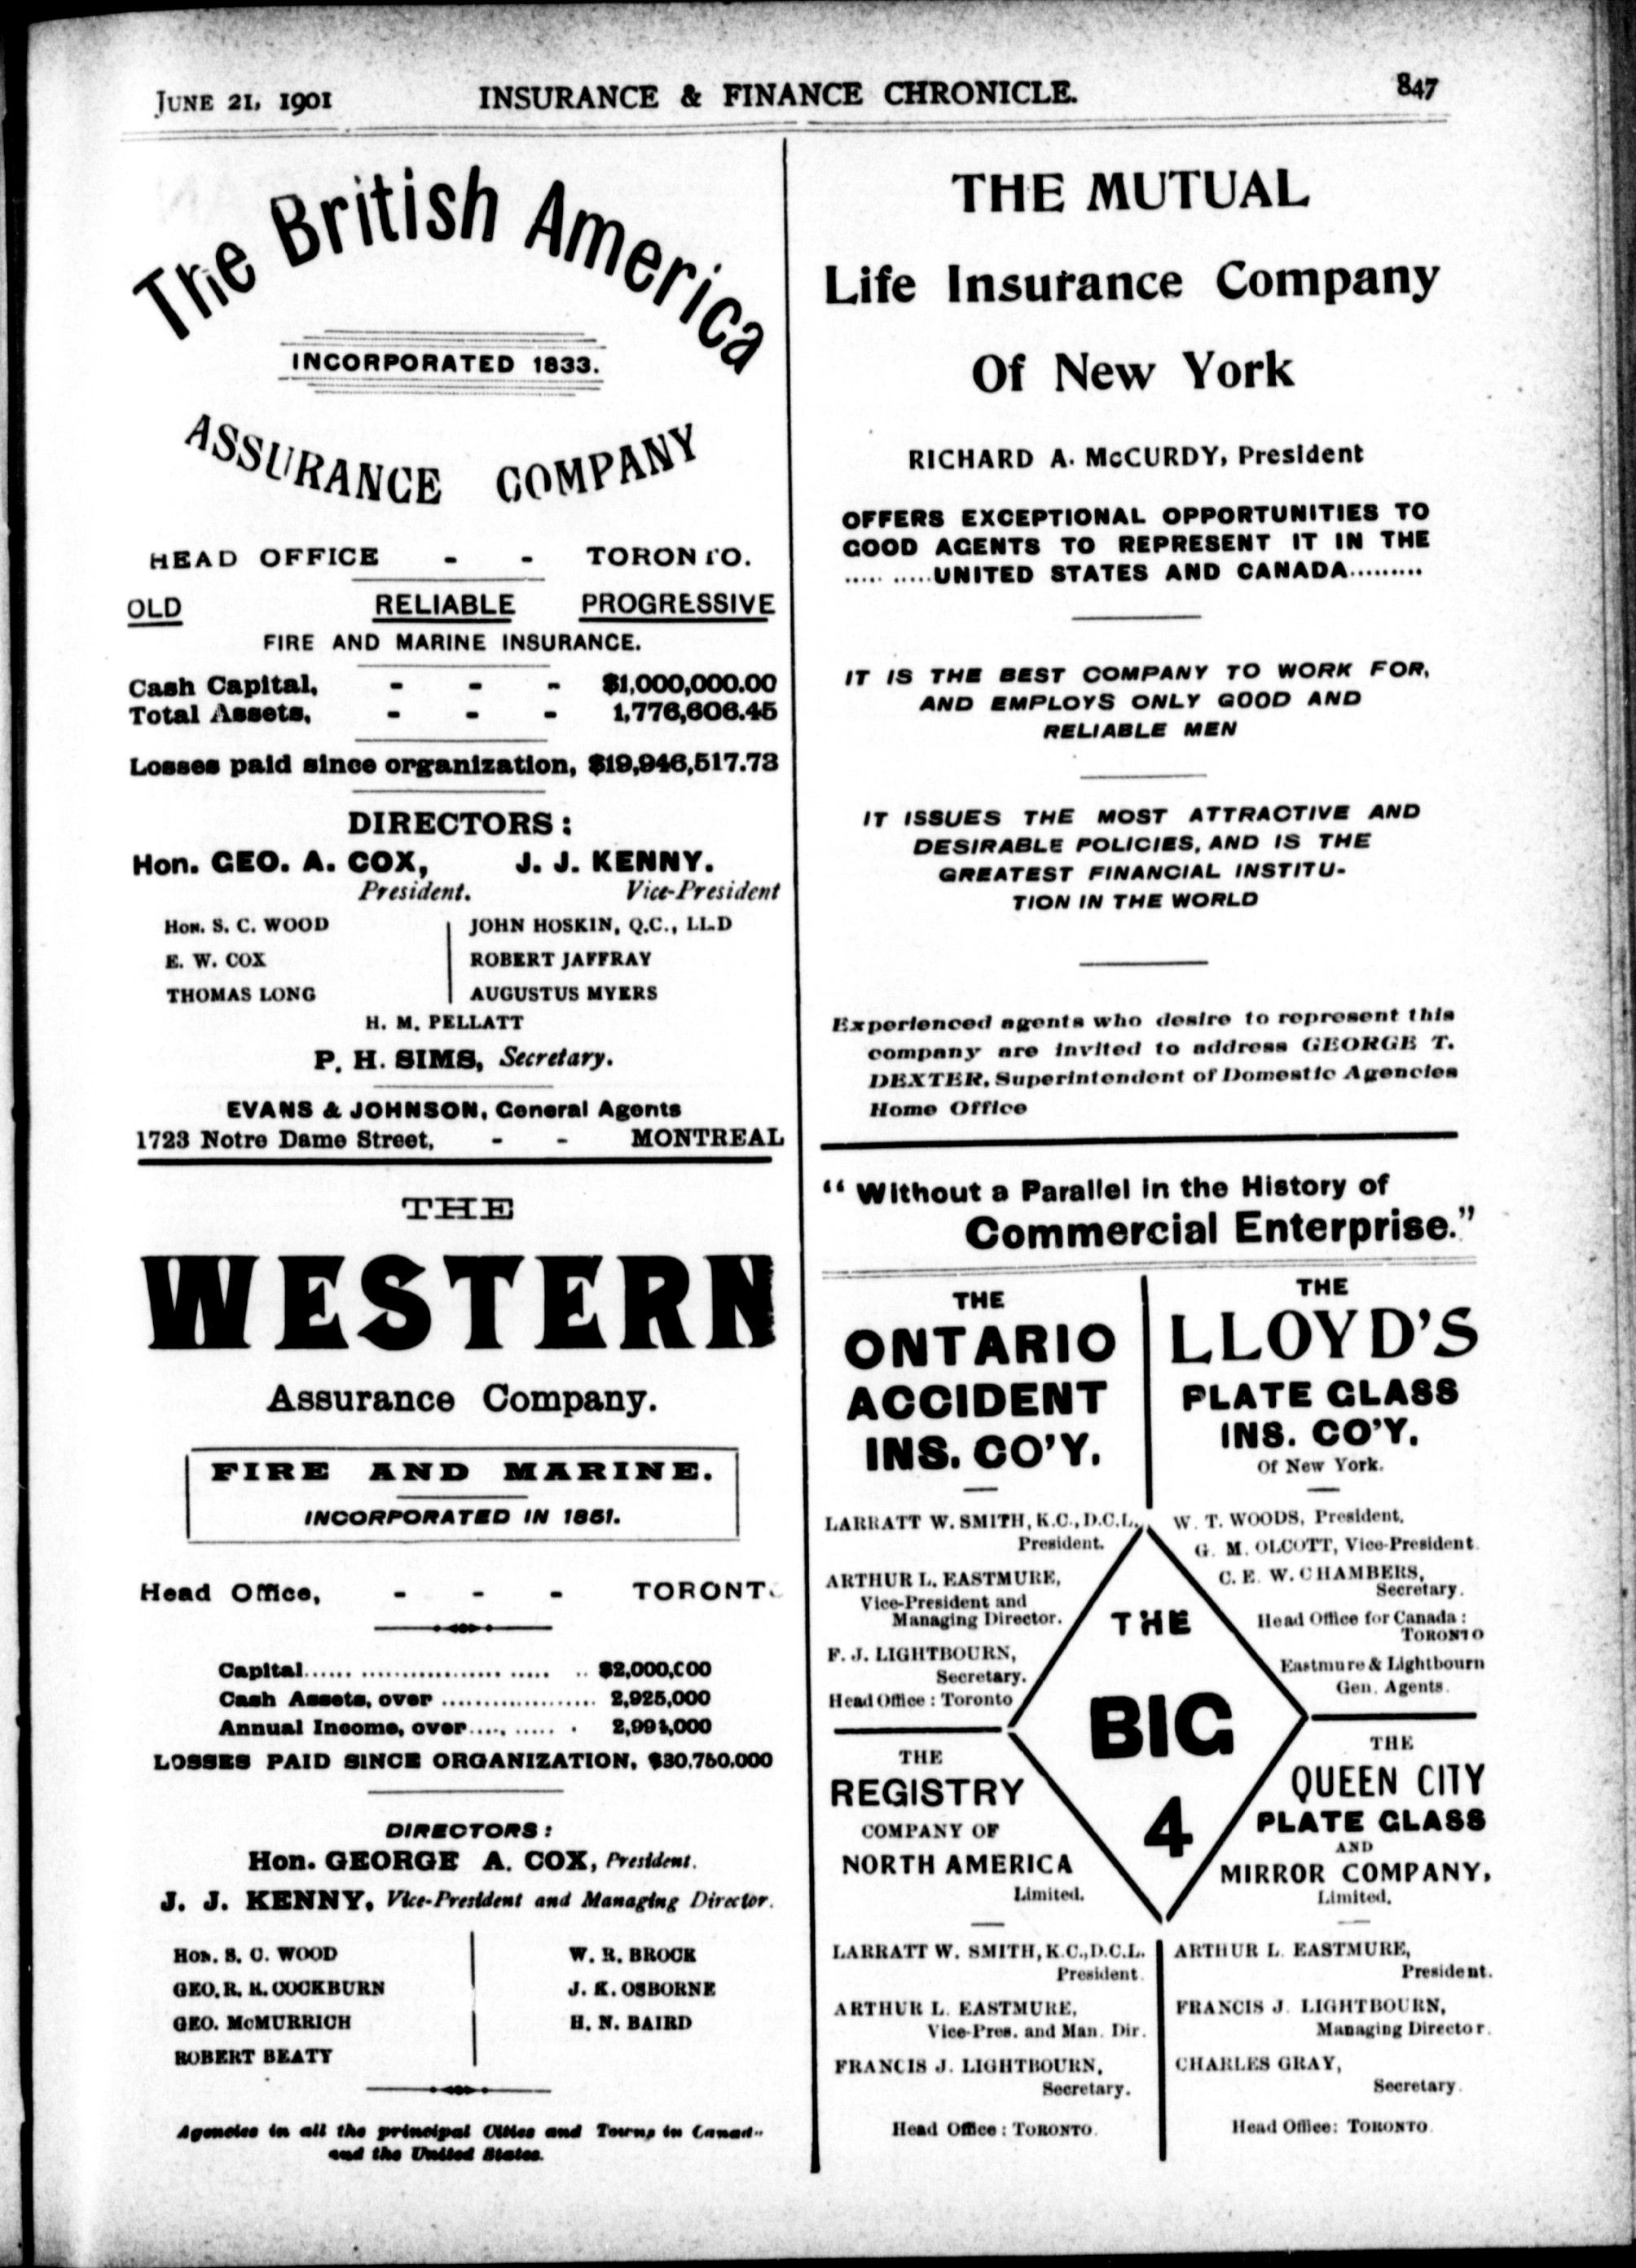 JUNE 21, 1901 INSURANCE & FINANCE CHRONICLE. 847
The British America
INCORPORATED 1833.
ASSURANCE COMPANY
HEAD OFFICE - - TORONTO.
OLD RELIABLE PROGRESSIVE
FIRE AND MARINE INSURANCE.
Cash Capital, - - - $1,000,000.00
Total Assets, - - - 1,776,606.45
Losses paid since organization, $19,946,517.73
DIRECTORS:
Hon. GEO. A. COX, J. J. KENNY.
President. Vice-President
Hon. S. C. WOOD JOHN HOSKIN, Q.C., LL.D
E. W. COX ROBERT JAFFRAY
THOMAS LONG AUGUSTUS MYERS
H. M. PELLATT
P. H. SIMS, Secretary.
EVANS & JOHNSON, General Agents
1723 Notre Dame Street, - - MONTREAL
THE
WESTERN
Assurance Company.
FIRE AND MARINE.
INCORPORATED IN 1851.
Head Office, - - - TORONTO
Capital........................... $2,000,000
Cash Assets, over ................... 2,925,000
Annual Income, over........... 2,994,000
LOSSES PAID SINCE ORGANIZATION, $30,750,000
DIRECTORS:
Hon. GEORGE A. COX, President.
J. J. KENNY, Vice-President and Managing Director.
Hon. S. C. WOOD W. R. BROCK
GEO. R. R. COCKBURN J. K. OSBORNE
GEO. McMURRICH H. N. BAIRD
ROBERT BEATY
Agencies in all the principal Cities and Towns in Canada
and the United States.
THE MUTUAL
Life Insurance Company
Of New York
RICHARD A. McCURDY, President
OFFERS EXCEPTIONAL OPPORTUNITIES TO
GOOD AGENTS TO REPRESENT IT IN THE
..........UNITED STATES AND CANADA.........
IT IS THE BEST COMPANY TO WORK FOR,
AND EMPLOYS ONLY GOOD AND
RELIABLE MEN
IT ISSUES THE MOST ATTRACTIVE AND
DESIRABLE POLICIES, AND IS THE
GREATEST FINANCIAL INSTITU-
TION IN THE WORLD
Experienced agents who desire to represent this
company are invited to address GEORGE T.
DEXTER, Superintendent of Domestic Agencies
Home Office
"Without a Parallel in the History of
Commercial Enterprise."
THE
ONTARIO
ACCIDENT
INS. CO'Y.
LARRATT W. SMITH, K.C., D.C.L.,
President.
ARTHUR L. EASTMURE,
Vice-President and
Managing Director.
F. J. LIGHTBOURN,
Secretary.
Head Office : Toronto
THE
LLOYD'S
PLATE GLASS
INS. CO'Y.
Of New York.
W. T. WOODS, President.
G. M. OLCOTT, Vice-President.
C. E. W. CHAMBERS,
Secretary.
Head Office for Canada :
TORONTO
Eastmure & Lightbourn
Gen. Agents.
THE
BIG
4
THE
REGISTRY
COMPANY OF
NORTH AMERICA
Limited.
LARRATT W. SMITH, K.C., D.C.L.
President.
ARTHUR L. EASTMURE,
Vice-Pres. and Man. Dir.
FRANCIS J. LIGHTBOURN,
Secretary.
Head Office : TORONTO.
THE
QUEEN CITY
PLATE GLASS
AND
MIRROR COMPANY,
Limited.
ARTHUR L. EASTMURE,
President.
FRANCIS J. LIGHTBOURN,
Managing Director.
CHARLES GRAY,
Secretary.
Head Office: TORONTO.